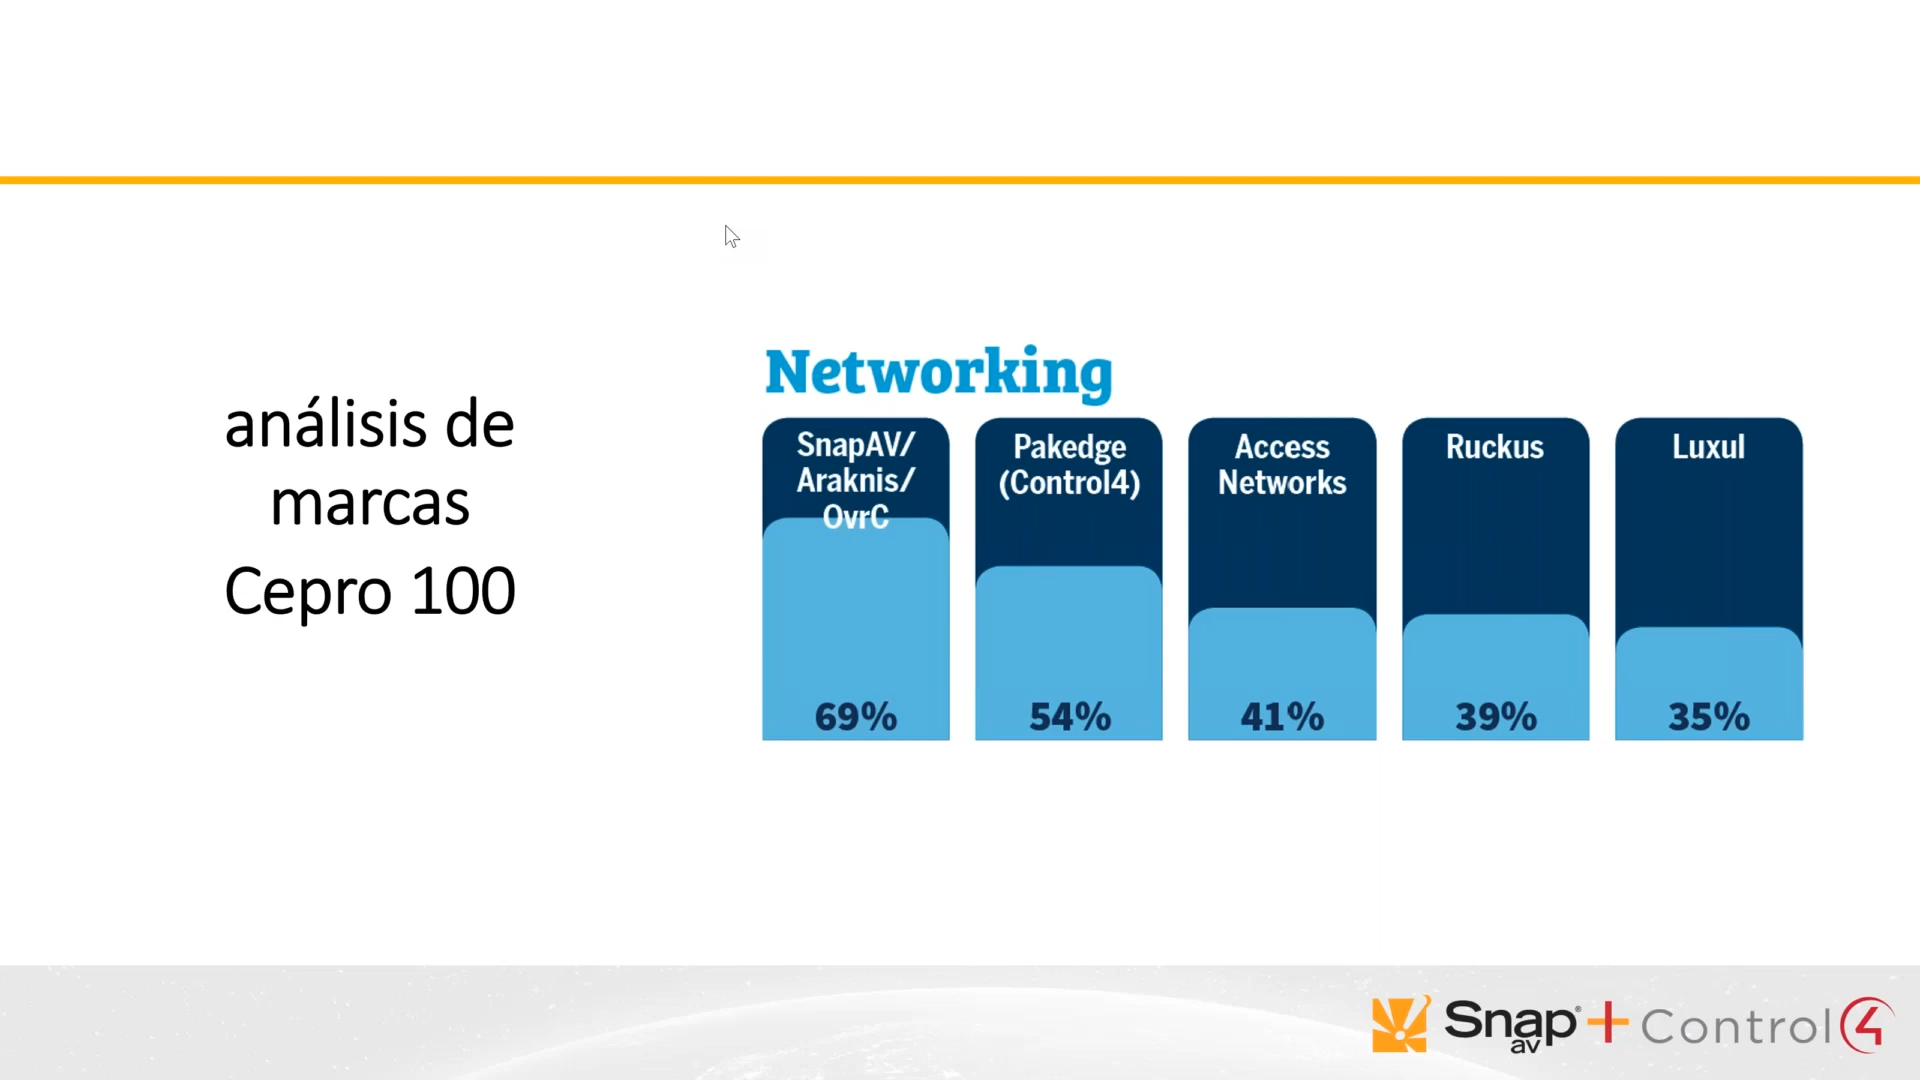 análisis de
marcas
Cepro 100
Networking
SnapAV/
Araknis/
OvrC
69%
Pakedge
(Control4)
54%
Access
Networks
41%
Ruckus
39%
Luxul
35%
Snap av + Control4